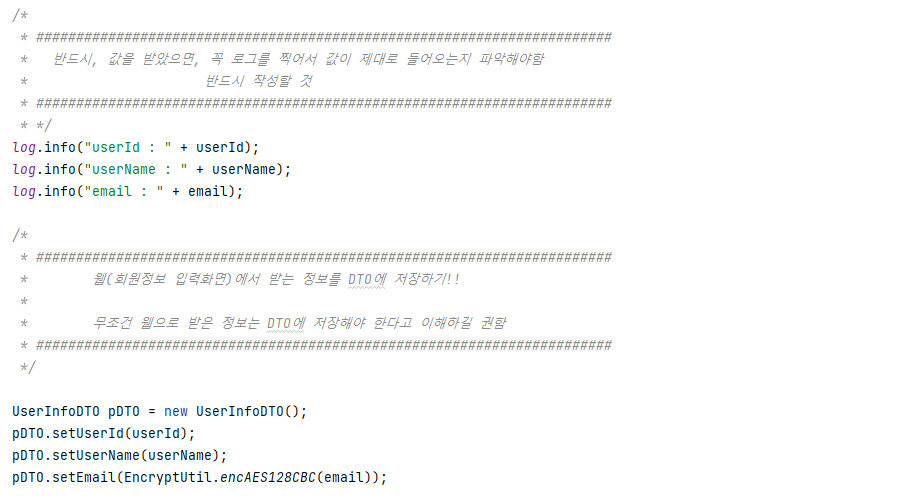 /*
* ########################################################################
* 반드시, 값을 받았으면, 꼭 로그를 찍어서 값이 제대로 들어오는지 파악해야함
* 반드시 작성할 것
* ########################################################################
* */
log.info("userId : " + userId);
log.info("userName : " + userName);
log.info("email : " + email);
/*
* ########################################################################
* 웹(회원정보 입력화면)에서 받는 정보를 DTO에 저장하기!!
*
* 무조건 웹으로 받은 정보는 DTO에 저장해야 한다고 이해하길 권함
* ########################################################################
*/
UserInfoDTO pDTO = new UserInfoDTO();
pDTO.setUserId(userId);
pDTO.setUserName(userName);
pDTO.setEmail(EncryptUtil.encAES128CBC(email));